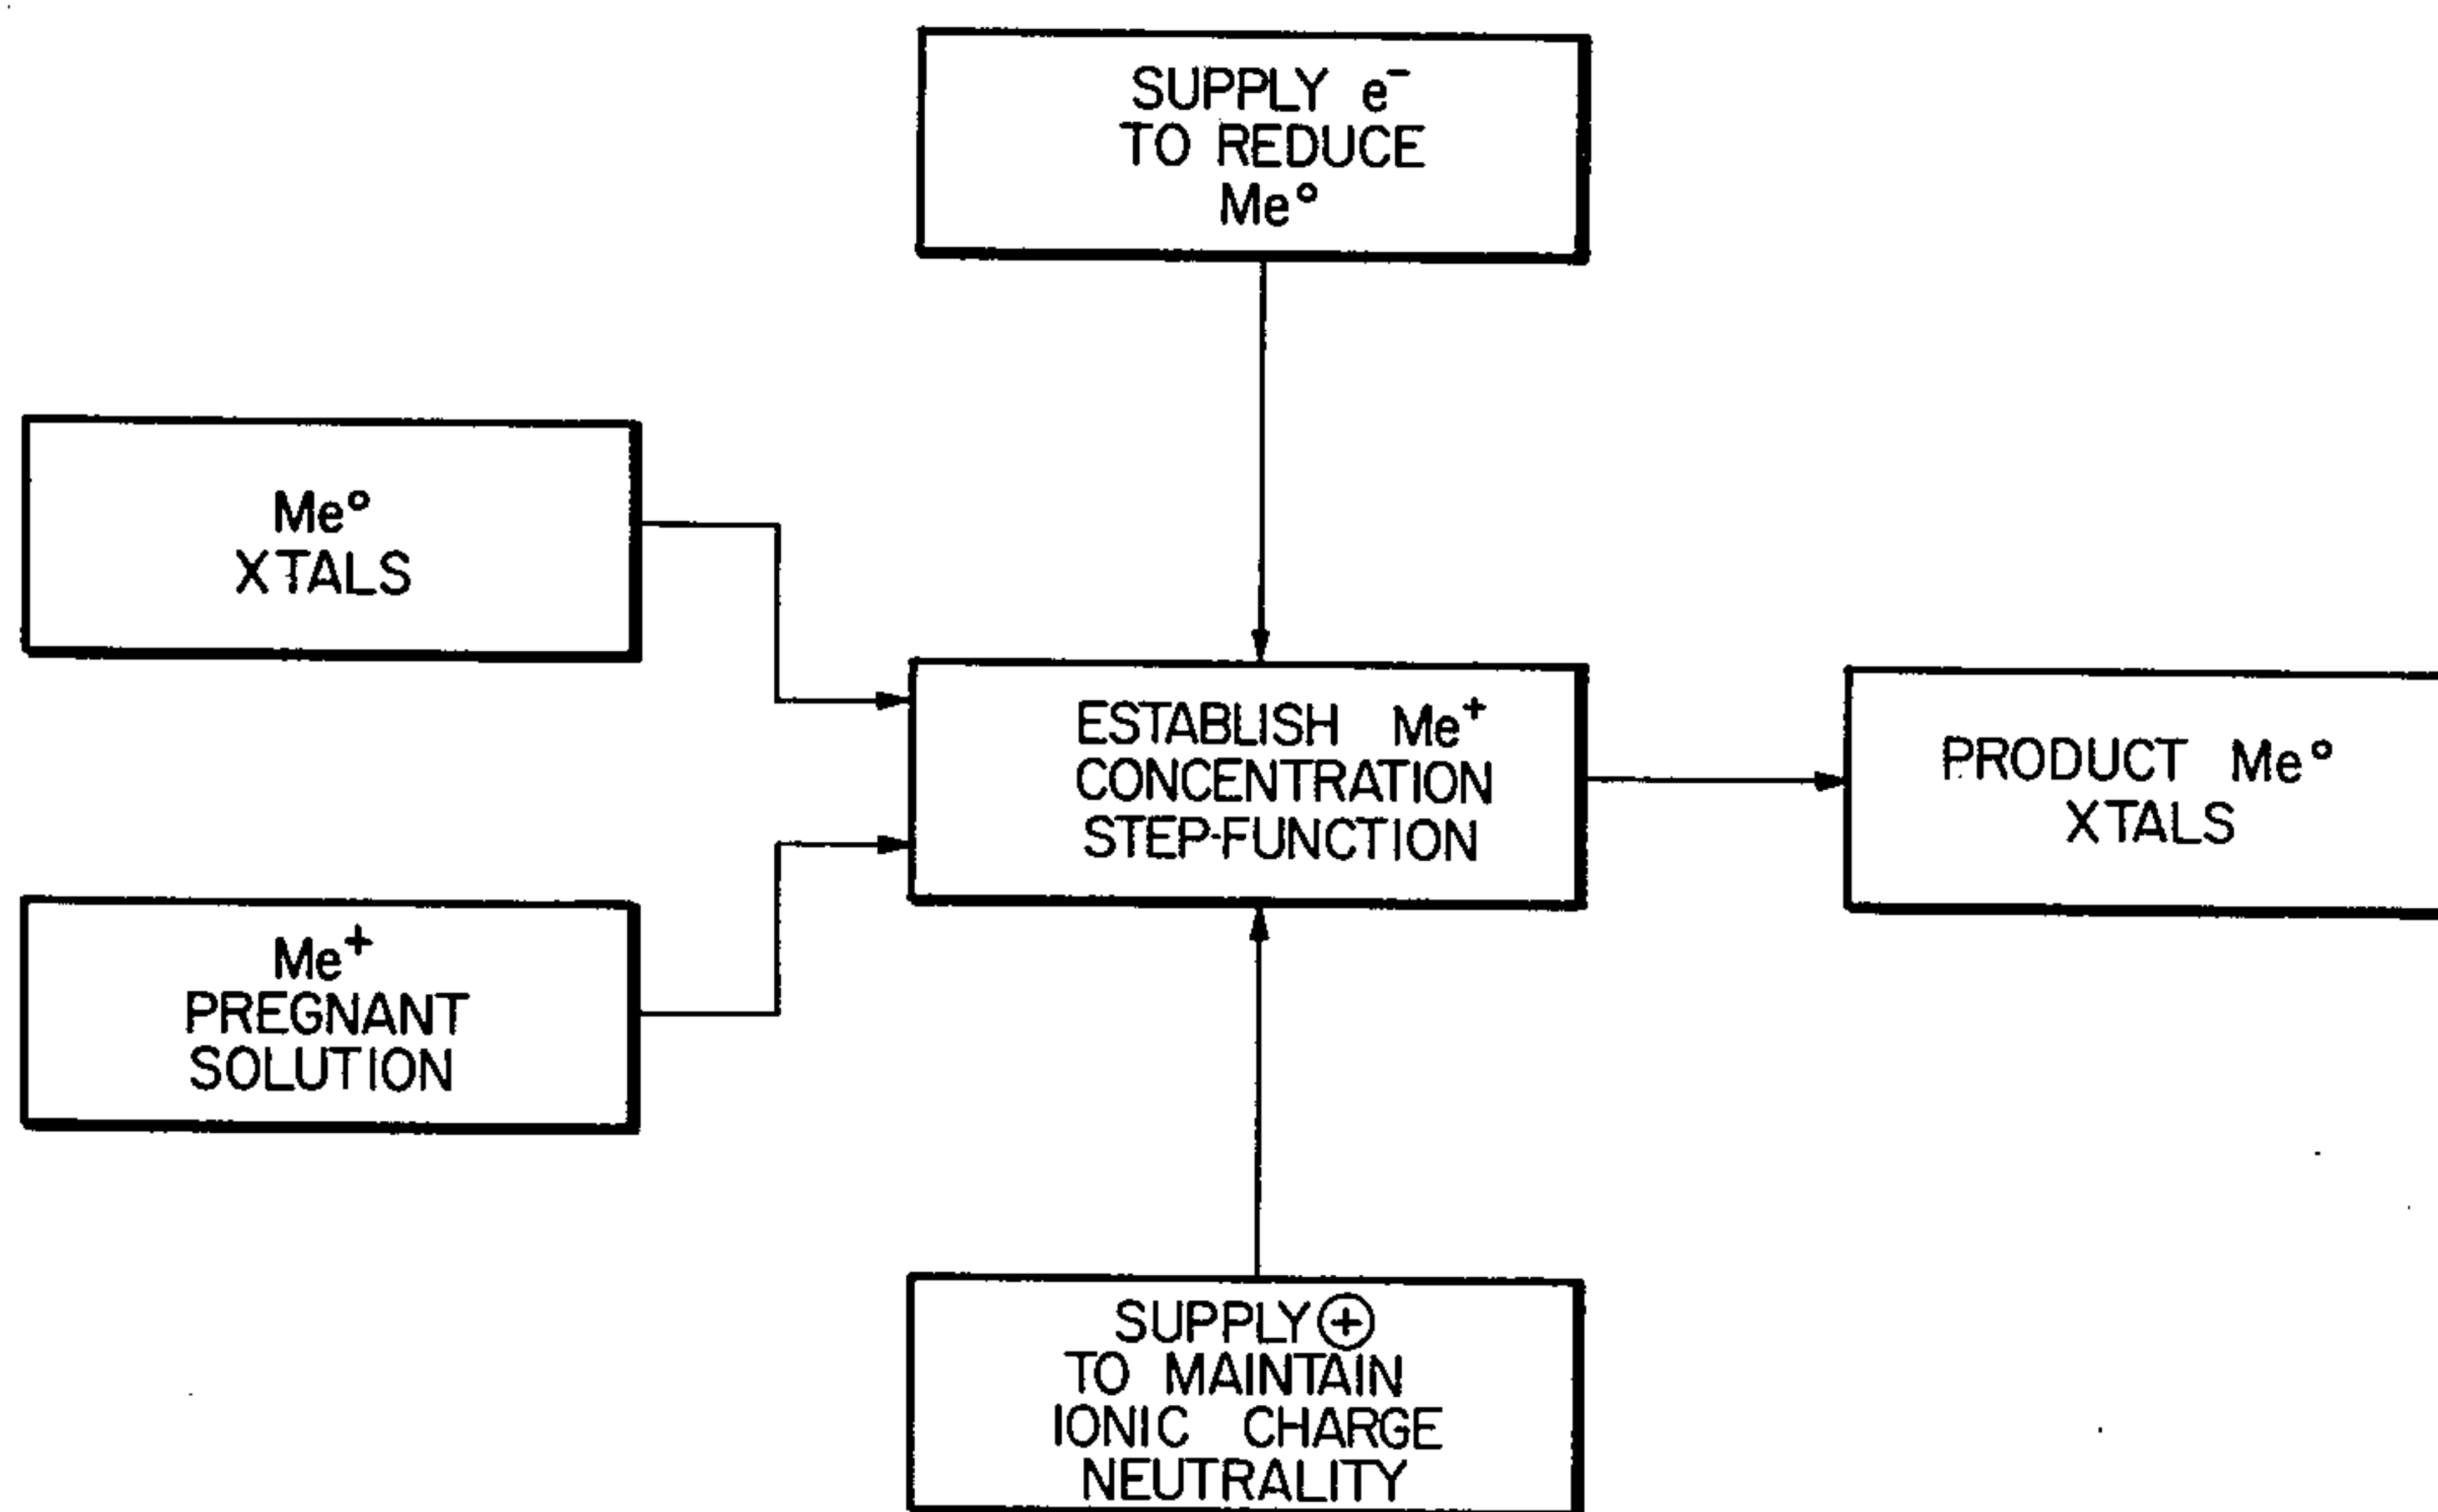 SUPPLY e⁻
TO REDUCE
Me°
Me°
XTALS
ESTABLISH Me⁺
CONCENTRATION
STEP-FUNCTION
PRODUCT Me°
XTALS
Me⁺
PREGNANT
SOLUTION
SUPPLY ⊕
TO MAINTAIN
IONIC CHARGE
NEUTRALITY